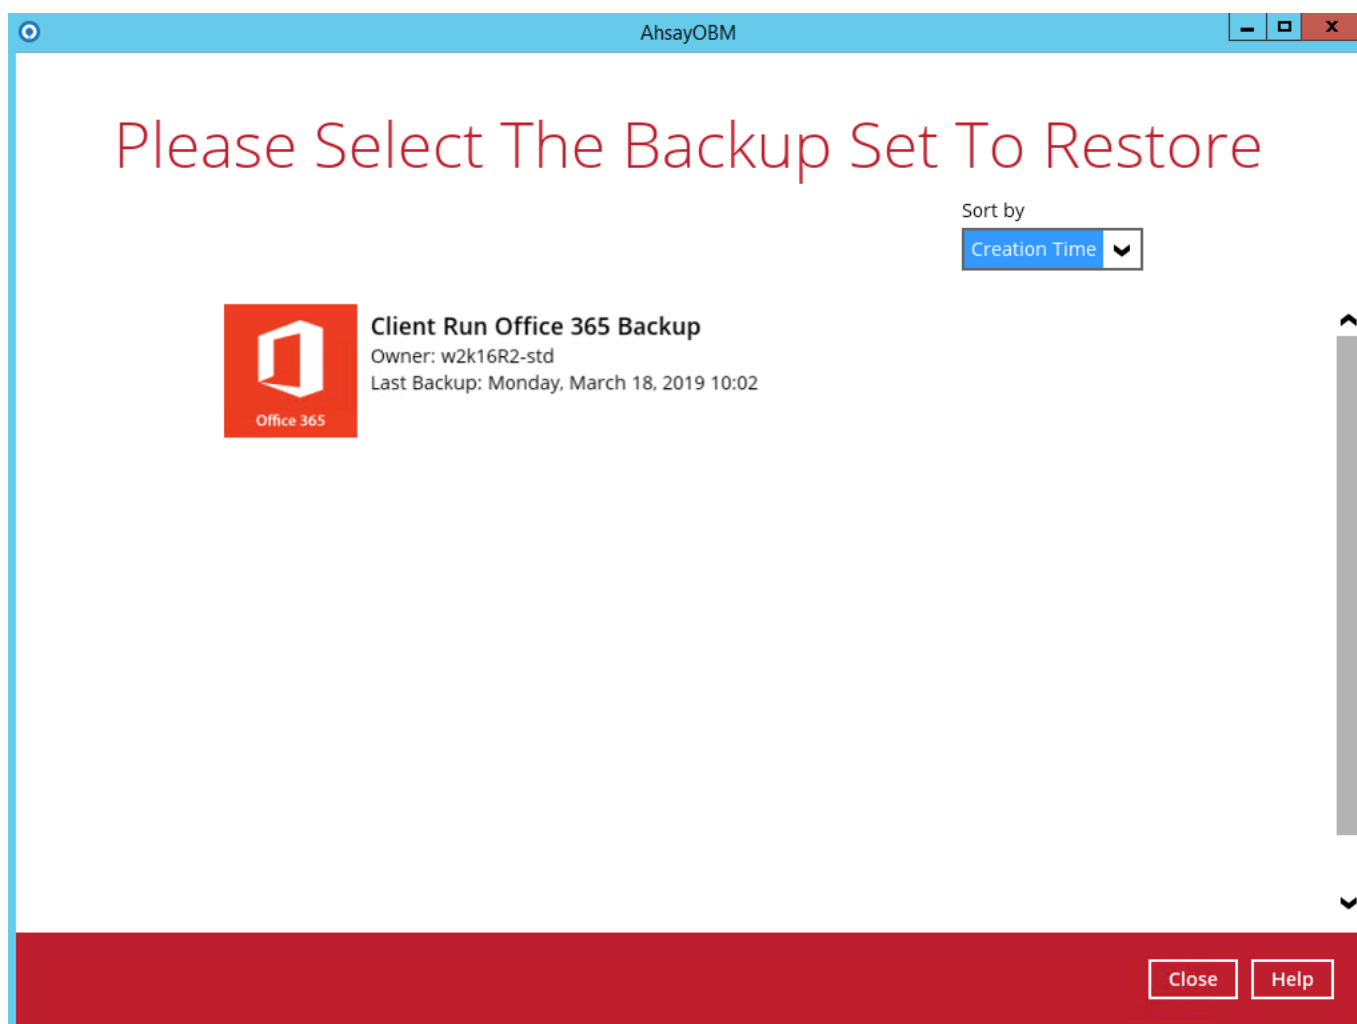 AhsayOBM
Please Select The Backup Set To Restore
Sort by
Creation Time
Client Run Office 365 Backup
Owner: w2k16R2-std
Last Backup: Monday, March 18, 2019 10:02
Office 365
Close
Help